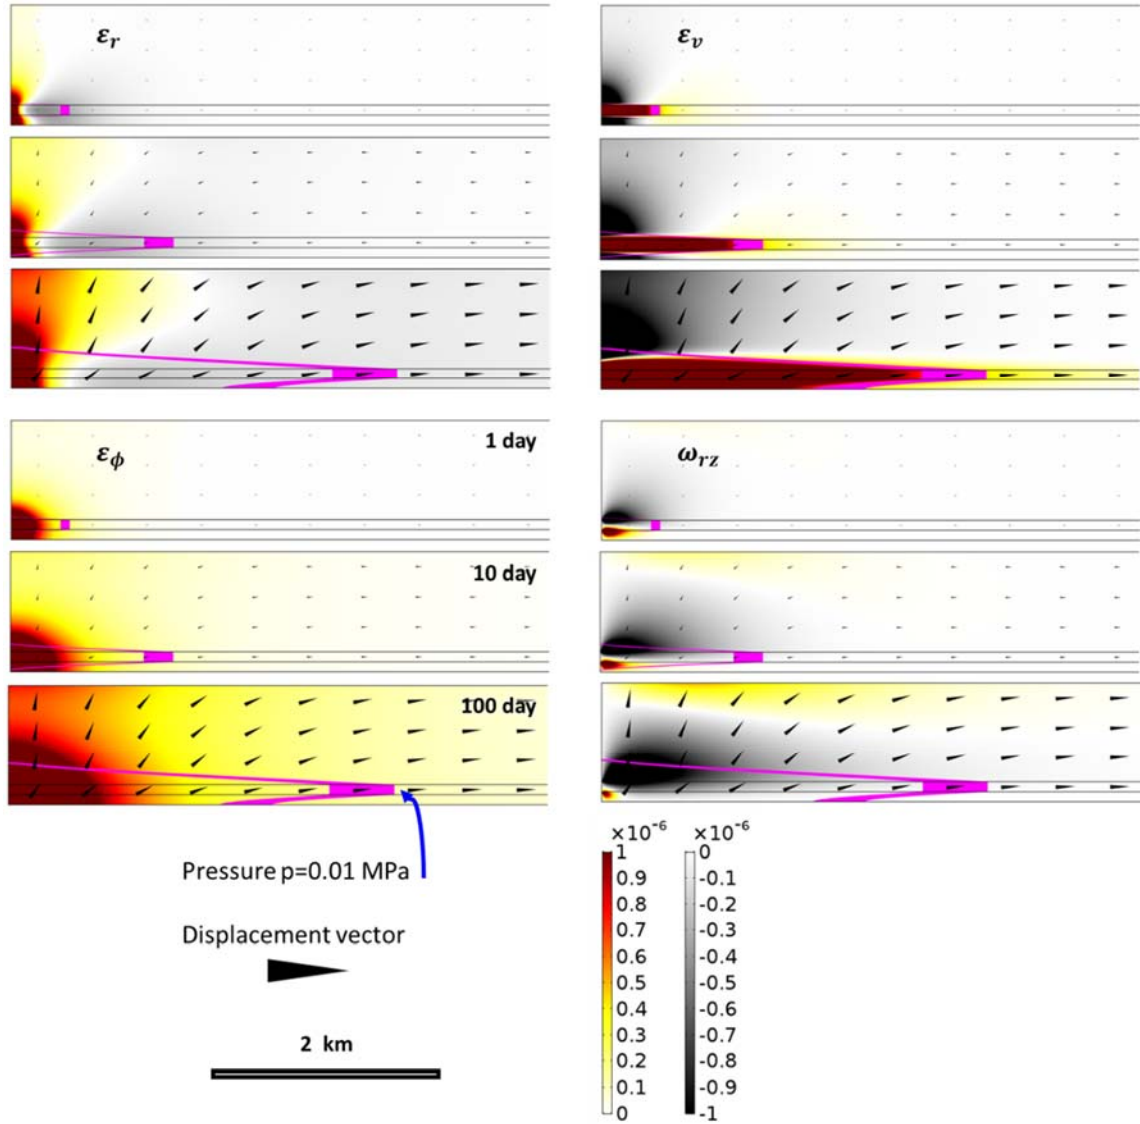 εr
εv
εϕ
1 day
ωrz
10 day
100 day
Pressure p=0.01 MPa
Displacement vector
2 km
×10⁻⁶ ×10⁻⁶
1 0
0.9 -0.1
0.8 -0.2
0.7 -0.3
0.6 -0.4
0.5 -0.5
0.4 -0.6
0.3 -0.7
0.2 -0.8
0.1 -0.9
0 -1